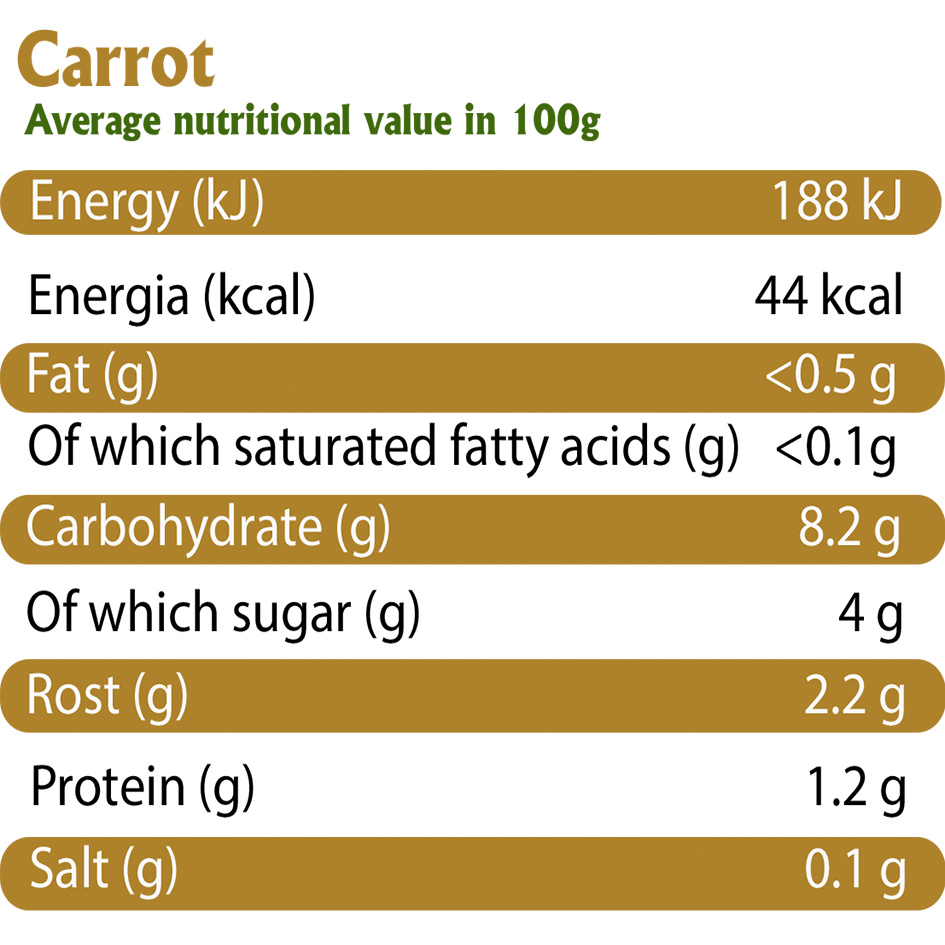 Carrot
Average nutritional value in 100g
Energy (kJ) 188 kJ
Energia (kcal) 44 kcal
Fat (g) <0.5 g
Of which saturated fatty acids (g) <0.1g
Carbohydrate (g) 8.2 g
Of which sugar (g) 4 g
Rost (g) 2.2 g
Protein (g) 1.2 g
Salt (g) 0.1 g